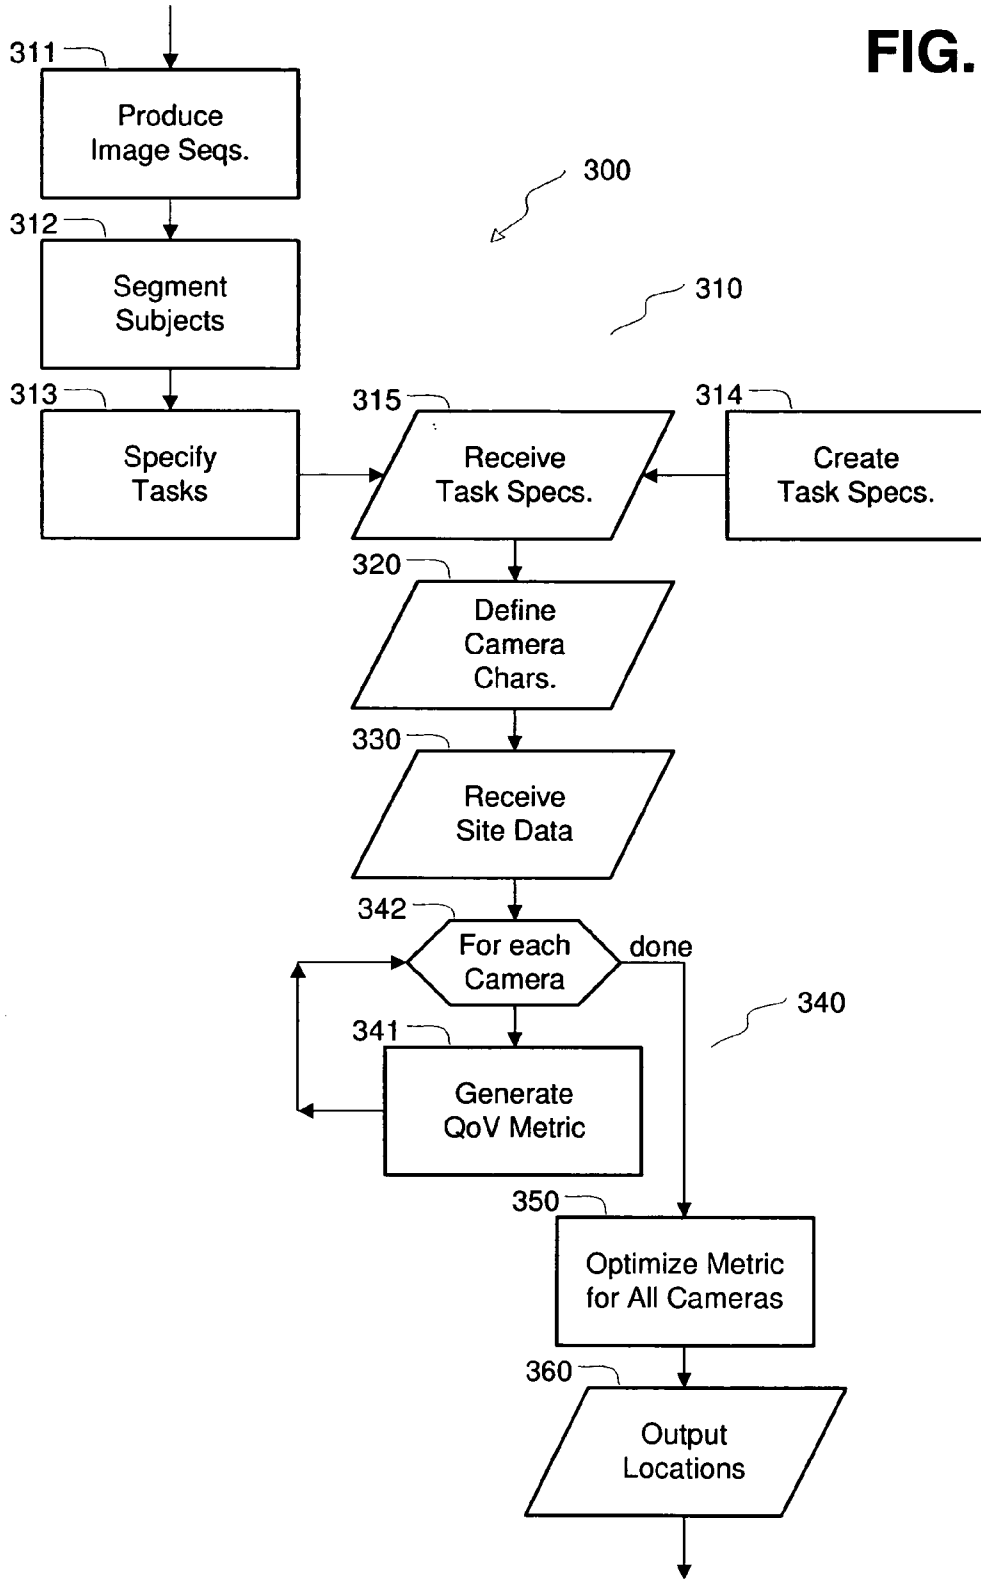 FIG.
311
Produce
Image Seqs.
300
312
Segment
Subjects
310
313
Specify
Tasks
315
Receive
Task Specs.
314
Create
Task Specs.
320
Define
Camera
Chars.
330
Receive
Site Data
342
For each
Camera
done
340
341
Generate
QoV Metric
350
Optimize Metric
for All Cameras
360
Output
Locations